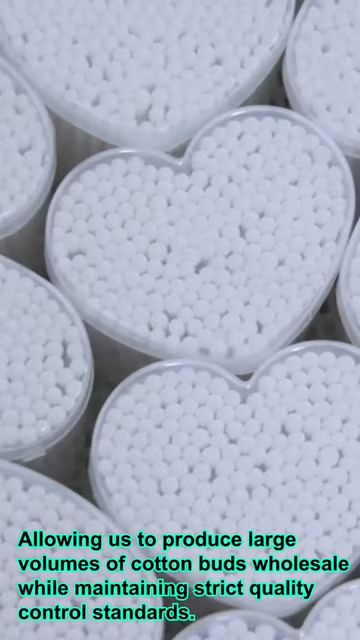 Allowing us to produce large
volumes of cotton buds wholesale
while maintaining strict quality
control standards.